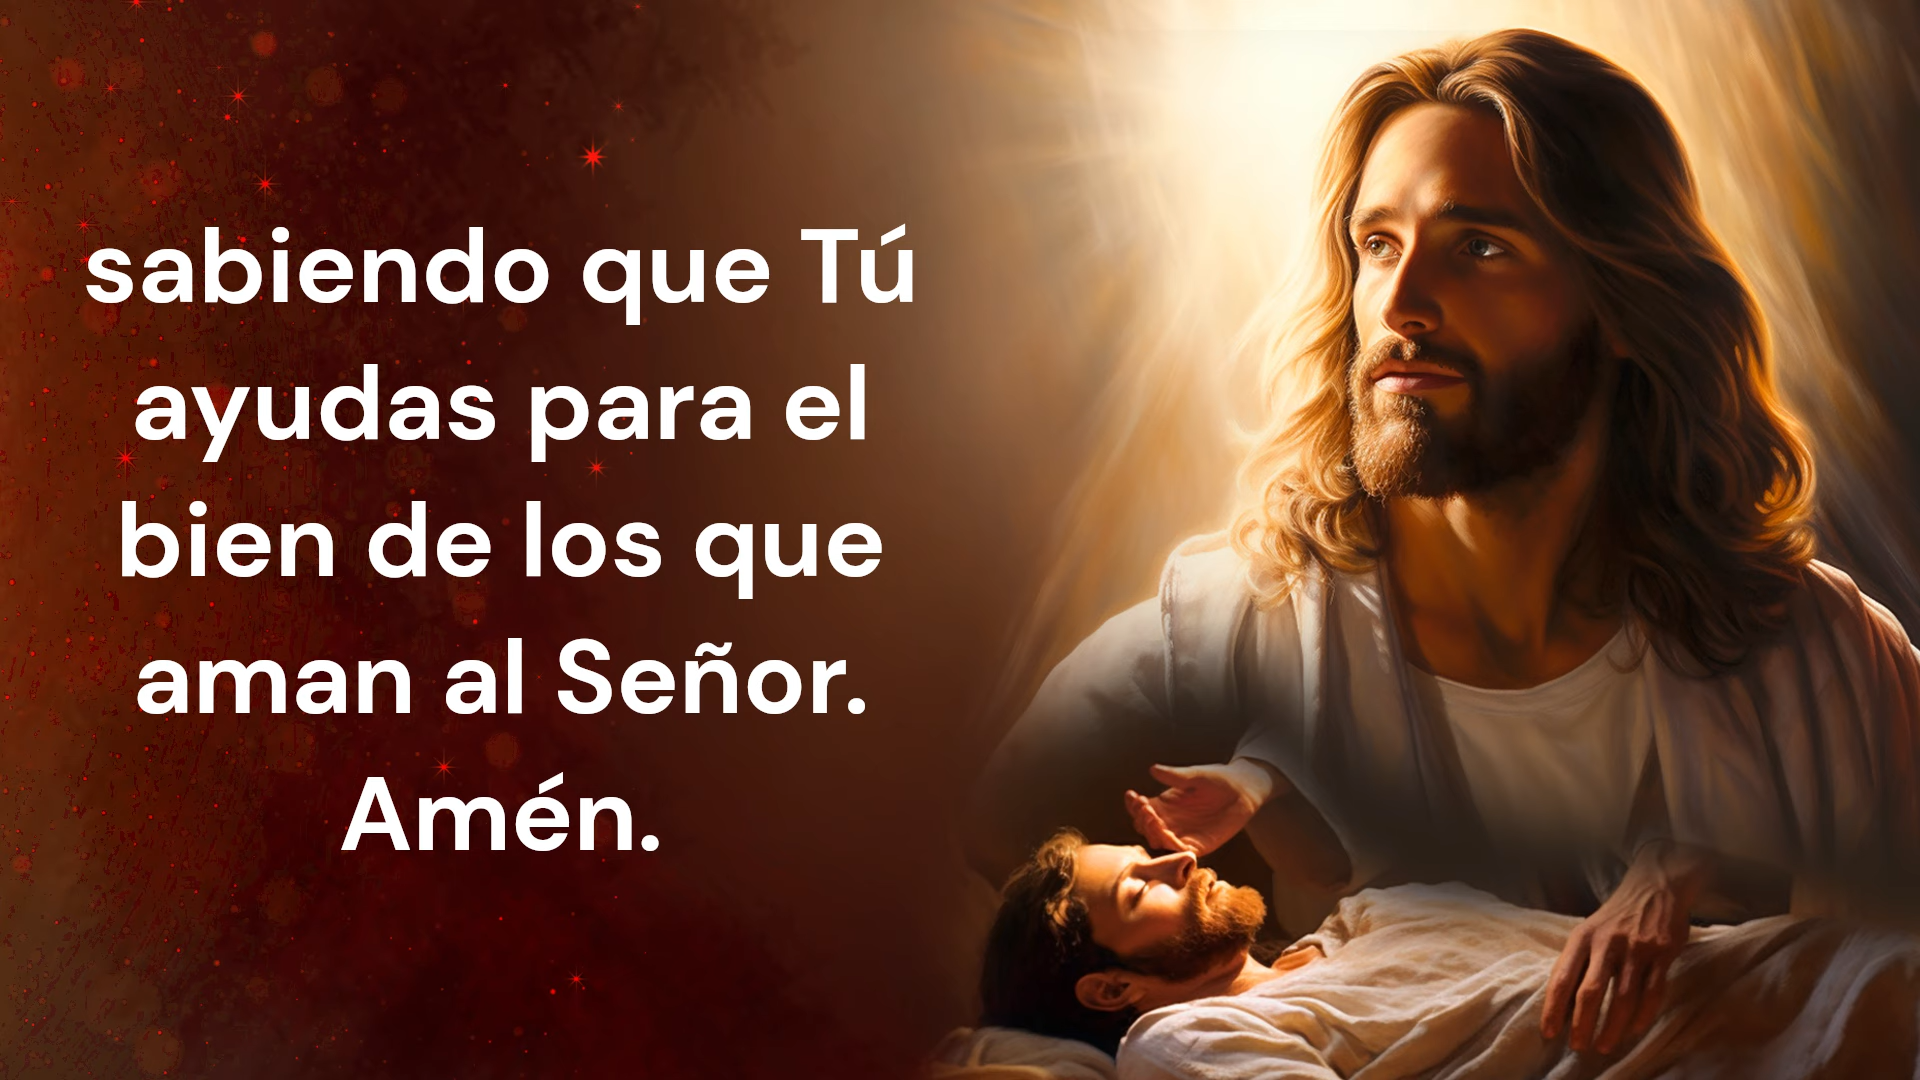 sabiendo que Tú
ayudas para el
bien de los que
aman al Señor.
Amén.